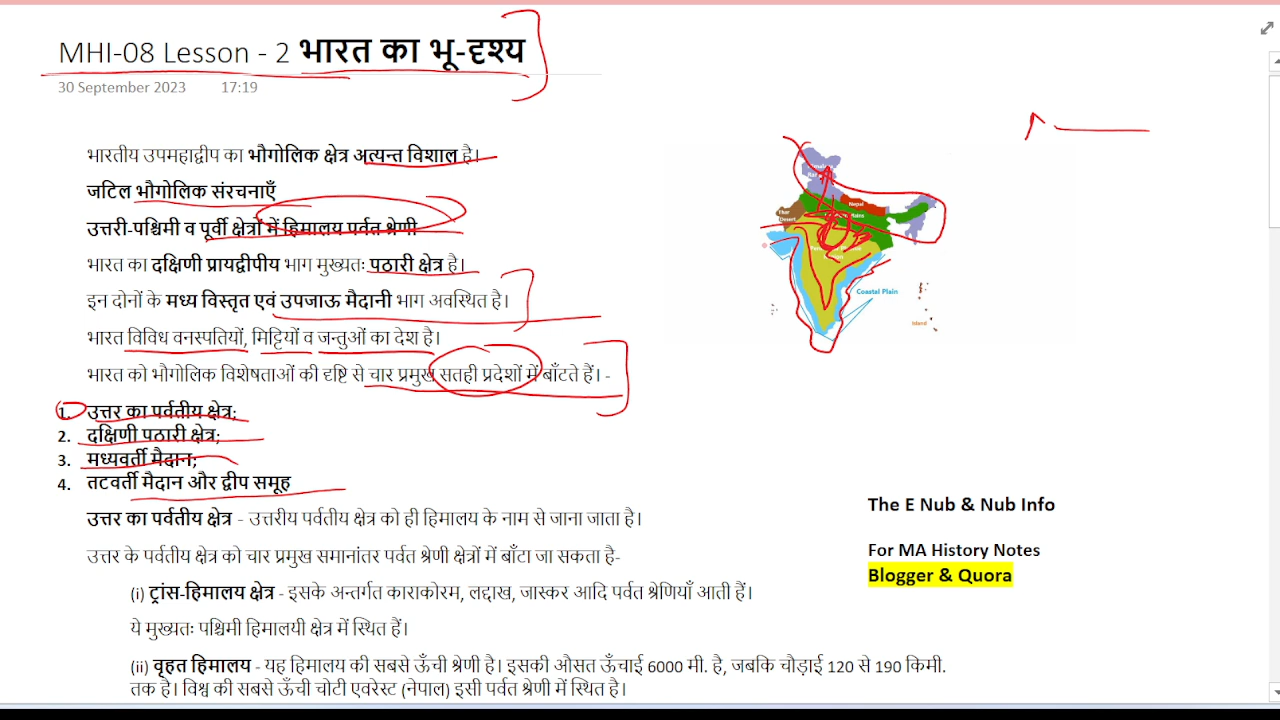 MHI-08 Lesson - 2 भारत का भू-दृश्य
30 September 2023 17:19
भारतीय उपमहाद्वीप का भौगोलिक क्षेत्र अत्यन्त विशाल है।
जटिल भौगोलिक संरचनाएँ
उत्तरी-पश्चिमी व पूर्वी क्षेत्रों में हिमालय पर्वत श्रेणी
भारत का दक्षिणी प्रायद्वीपीय भाग मुख्यतः पठारी क्षेत्र है।
इन दोनों के मध्य विस्तृत एवं उपजाऊ मैदानी भाग अवस्थित है।
भारत विविध वनस्पतियों, मिट्टियों व जन्तुओं का देश है।
भारत को भौगोलिक विशेषताओं की दृष्टि से चार प्रमुख सतही प्रदेशों में बाँटते हैं। -
1. उत्तर का पर्वतीय क्षेत्र;
2. दक्षिणी पठारी क्षेत्र;
3. मध्यवर्ती मैदान;
4. तटवर्ती मैदान और द्वीप समूह
उत्तर का पर्वतीय क्षेत्र - उत्तरीय पर्वतीय क्षेत्र को ही हिमालय के नाम से जाना जाता है।
उत्तर के पर्वतीय क्षेत्र को चार प्रमुख समानांतर पर्वत श्रेणी क्षेत्रों में बाँटा जा सकता है-
(i) ट्रांस-हिमालय क्षेत्र - इसके अन्तर्गत काराकोरम, लद्दाख, जास्कर आदि पर्वत श्रेणियाँ आती हैं।
ये मुख्यतः पश्चिमी हिमालयी क्षेत्र में स्थित हैं।
(ii) वृहत हिमालय - यह हिमालय की सबसे ऊँची श्रेणी है। इसकी औसत ऊँचाई 6000 मी. है, जबकि चौड़ाई 120 से 190 किमी.
तक है। विश्व की सबसे ऊँची चोटी एवरेस्ट (नेपाल) इसी पर्वत श्रेणी में स्थित है।
Nepal
Thar
Desert
Coastal Plain
Island
The E Nub & Nub Info
For MA History Notes
Blogger & Quora